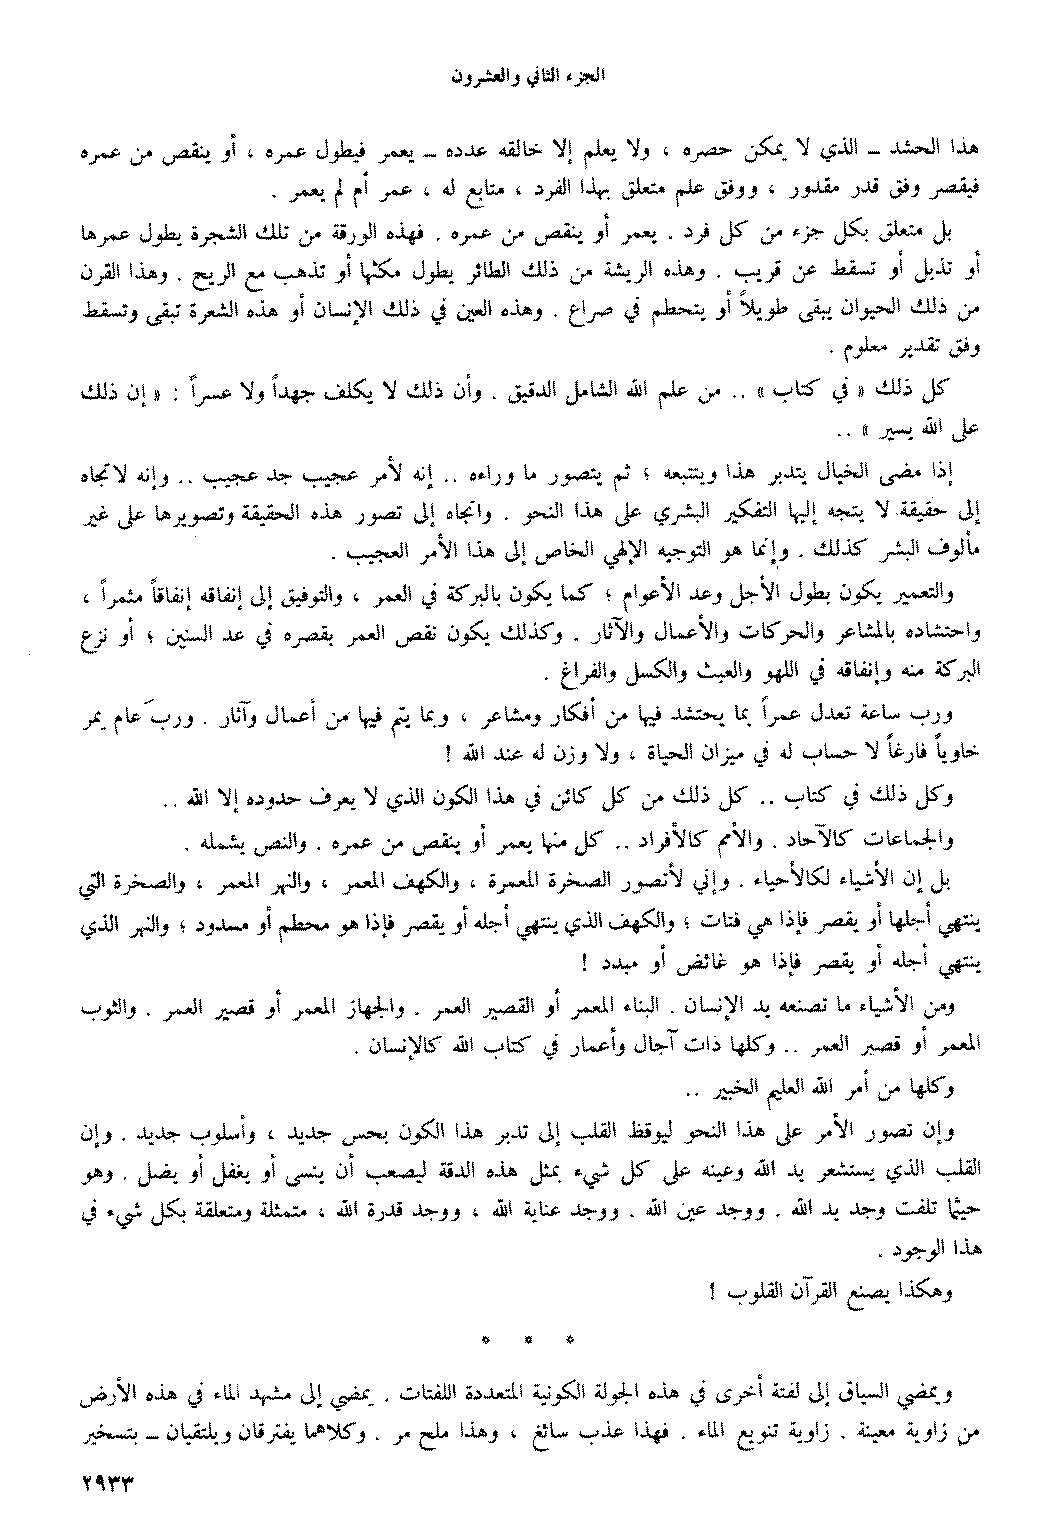 الجزء الثاني والعشرون
هذا الحشد – الذي لا يمكن حصره ، ولا يعلم إلا خالقه عدده – يعمر فيطول عمره ، أو ينقص من عمره
فيقصر وفق قدر مقدور ، ووفق علم متعلق بهذا الفرد ، متابع له ، عمر أم لم يعمر .
بل متعلق بكل جزء من كل فرد . يعمر أو ينقص من عمره . فهذه الورقة من تلك الشجرة يطول عمرها
أو تذبل أو تسقط عن قريب . وهذه الريشة من ذلك الطائر يطول مكثها أو تذهب مع الريح . وهذا القرن
من ذلك الحيوان يبقى طويلاً أو يتحطم في صراع . وهذه العين في ذلك الإنسان أو هذه الشعرة تبقى وتسقط
وفق تقدير معلوم .
كل ذلك « في كتاب » .. من علم الله الشامل الدقيق . وأن ذلك لا يكلف جهداً ولا عسراً : « إن ذلك
على الله يسير » ..
إذا مضى الخيال يتدبر هذا ويتتبعه ؛ ثم يتصور ما وراءه .. إنه لأمر عجيب جد عجيب .. وإنه لاتجاه
إلى حقيقة لا يتجه إليها التفكير البشري على هذا النحو . واتجاه إلى تصور هذه الحقيقة وتصويرها على غير
مألوف البشر كذلك . وإنما هو التوجيه الإلهي الخاص إلى هذا الأمر العجيب .
والتعمير يكون بطول الأجل وعد الأعوام ؛ كما يكون بالبركة في العمر ، والتوفيق إلى إنفاقه إنفاقاً مثمراً ،
واحتشاده بالمشاعر والحركات والأعمال والآثار . وكذلك يكون نقص العمر بقصره في عد السنين ؛ أو نزع
البركة منه وإنفاقه في اللهو والعبث والكسل والفراغ .
ورب ساعة تعدل عمراً بما يحتشد فيها من أفكار ومشاعر ، وبما يتم فيها من أعمال وآثار . وربَ عام يمر
خاوياً فارغاً لا حساب له في ميزان الحياة ، ولا وزن له عند الله !
وكل ذلك في كتاب .. كل ذلك من كل كائن في هذا الكون الذي لا يعرف حدوده إلا الله ..
والجماعات كالآحاد . والأمم كالأفراد .. كل منها يعمر أو ينقص من عمره . والنص يشمله .
بل إن الأشياء لكالأحياء . وإني لأتصور الصخرة المعمرة ، والكهف المعمر ، والنهر المعمر ، والصخرة التي
ينتهي أجلها أو يقصر فإذا هي فتات ؛ والكهف الذي ينتهي أجله أو يقصر فإذا هو محطم أو مسدود ؛ والنهر الذي
ينتهي أجله أو يقصر فإذا هو غائض أو مبدد !
ومن الأشياء ما تصنعه يد الإنسان . البناء المعمر أو القصير العمر . والجهاز المعمر أو قصير العمر . والثوب
المعمر أو قصير العمر .. وكلها ذات آجال وأعمار في كتاب الله كالإنسان .
وكلها من أمر الله العليم الخبير ..
وإن تصور الأمر على هذا النحو ليوقظ القلب إلى تدبر هذا الكون بحس جديد ، وأسلوب جديد . وإن
القلب الذي يستشعر يد الله وعينه على كل شيء بمثل هذه الدقة ليصعب أن ينسى أو يغفل أو يضل . وهو
حيثما تلفت وجد يد الله . ووجد عين الله . ووجد عناية الله ، ووجد قدرة الله ، متمثلة ومتعلقة بكل شيء في
هذا الوجود .
وهكذا يصنع القرآن القلوب !
* * *
ويمضي السياق إلى لفتة أخرى في هذه الجولة الكونية المتعددة اللفتات . يمضي إلى مشهد الماء في هذه الأرض
من زاوية معينة . زاوية تنويع الماء . فهذا عذب سائغ ، وهذا ملح مر . وكلاهما يفترقان ويلتقيان – بتسخير
٢٩٣٣